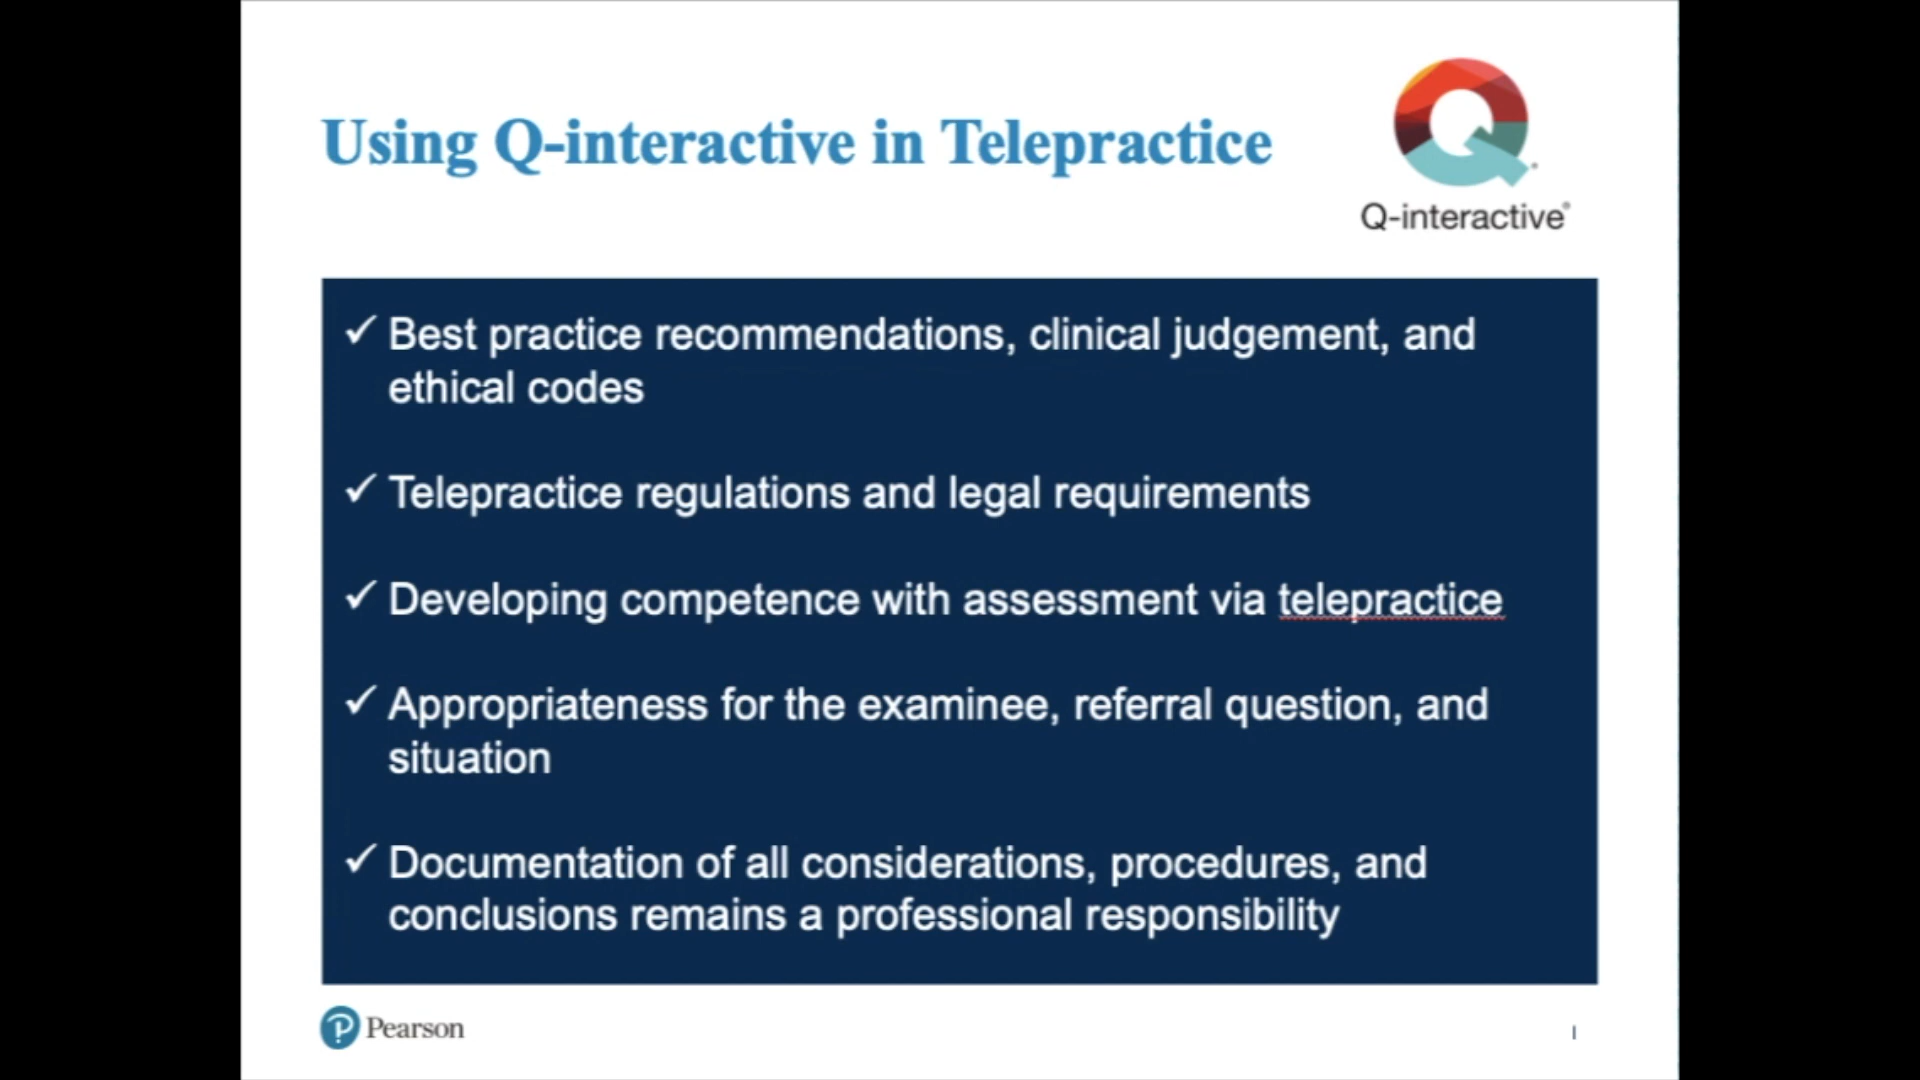 Using Q-interactive in Telepractice
Q-interactive®
✓ Best practice recommendations, clinical judgement, and
ethical codes
✓ Telepractice regulations and legal requirements
✓ Developing competence with assessment via telepractice
✓ Appropriateness for the examinee, referral question, and
situation
✓ Documentation of all considerations, procedures, and
conclusions remains a professional responsibility
Pearson
1